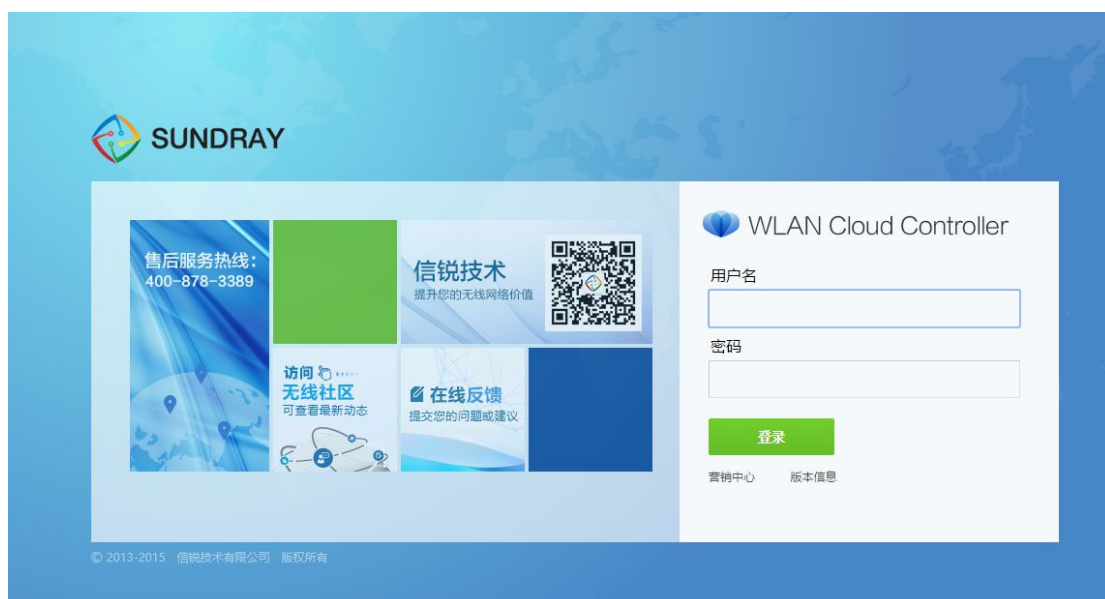 SUNDRAY
售后服务热线：
400-878-3389
信锐技术
提升您的无线网络价值
访问
无线社区
可查看最新动态
在线反馈
提交您的问题或建议
WLAN Cloud Controller
用户名
密码
登录
营销中心 版本信息
© 2013-2015 信锐技术有限公司 版权所有